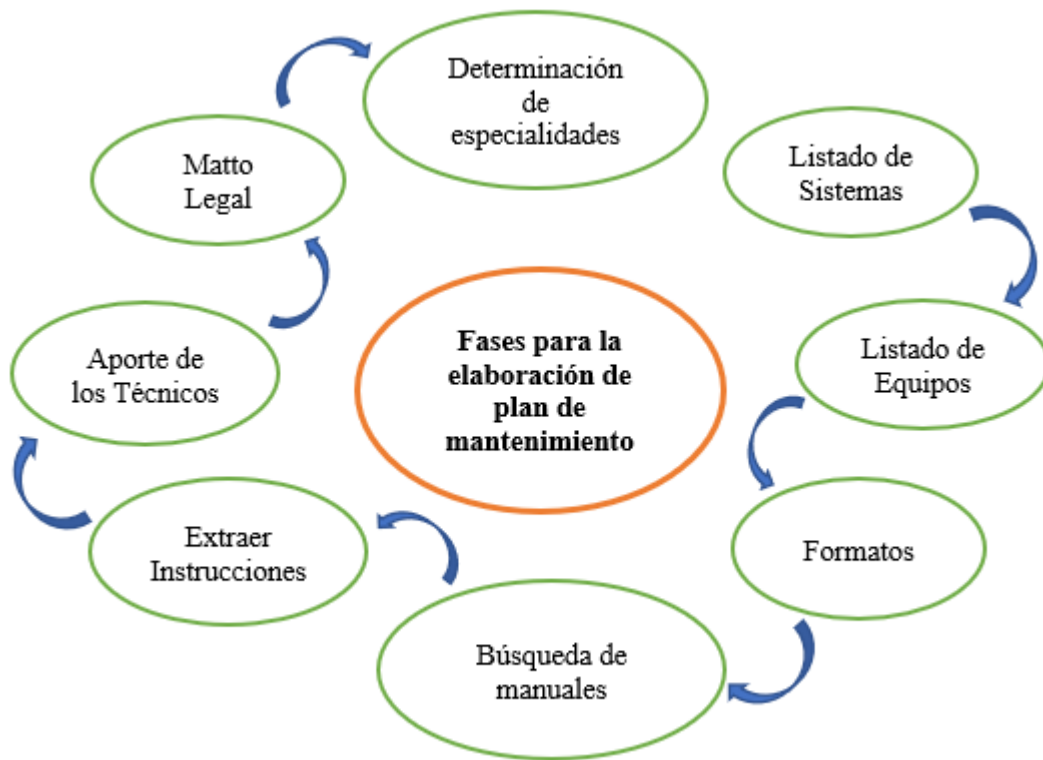 Determinación
de
especialidades
Listado de
Sistemas
Listado de
Equipos
Formatos
Búsqueda de
manuales
Extraer
Instrucciones
Aporte de
los Técnicos
Matto
Legal
Fases para la
elaboración de
plan de
mantenimiento